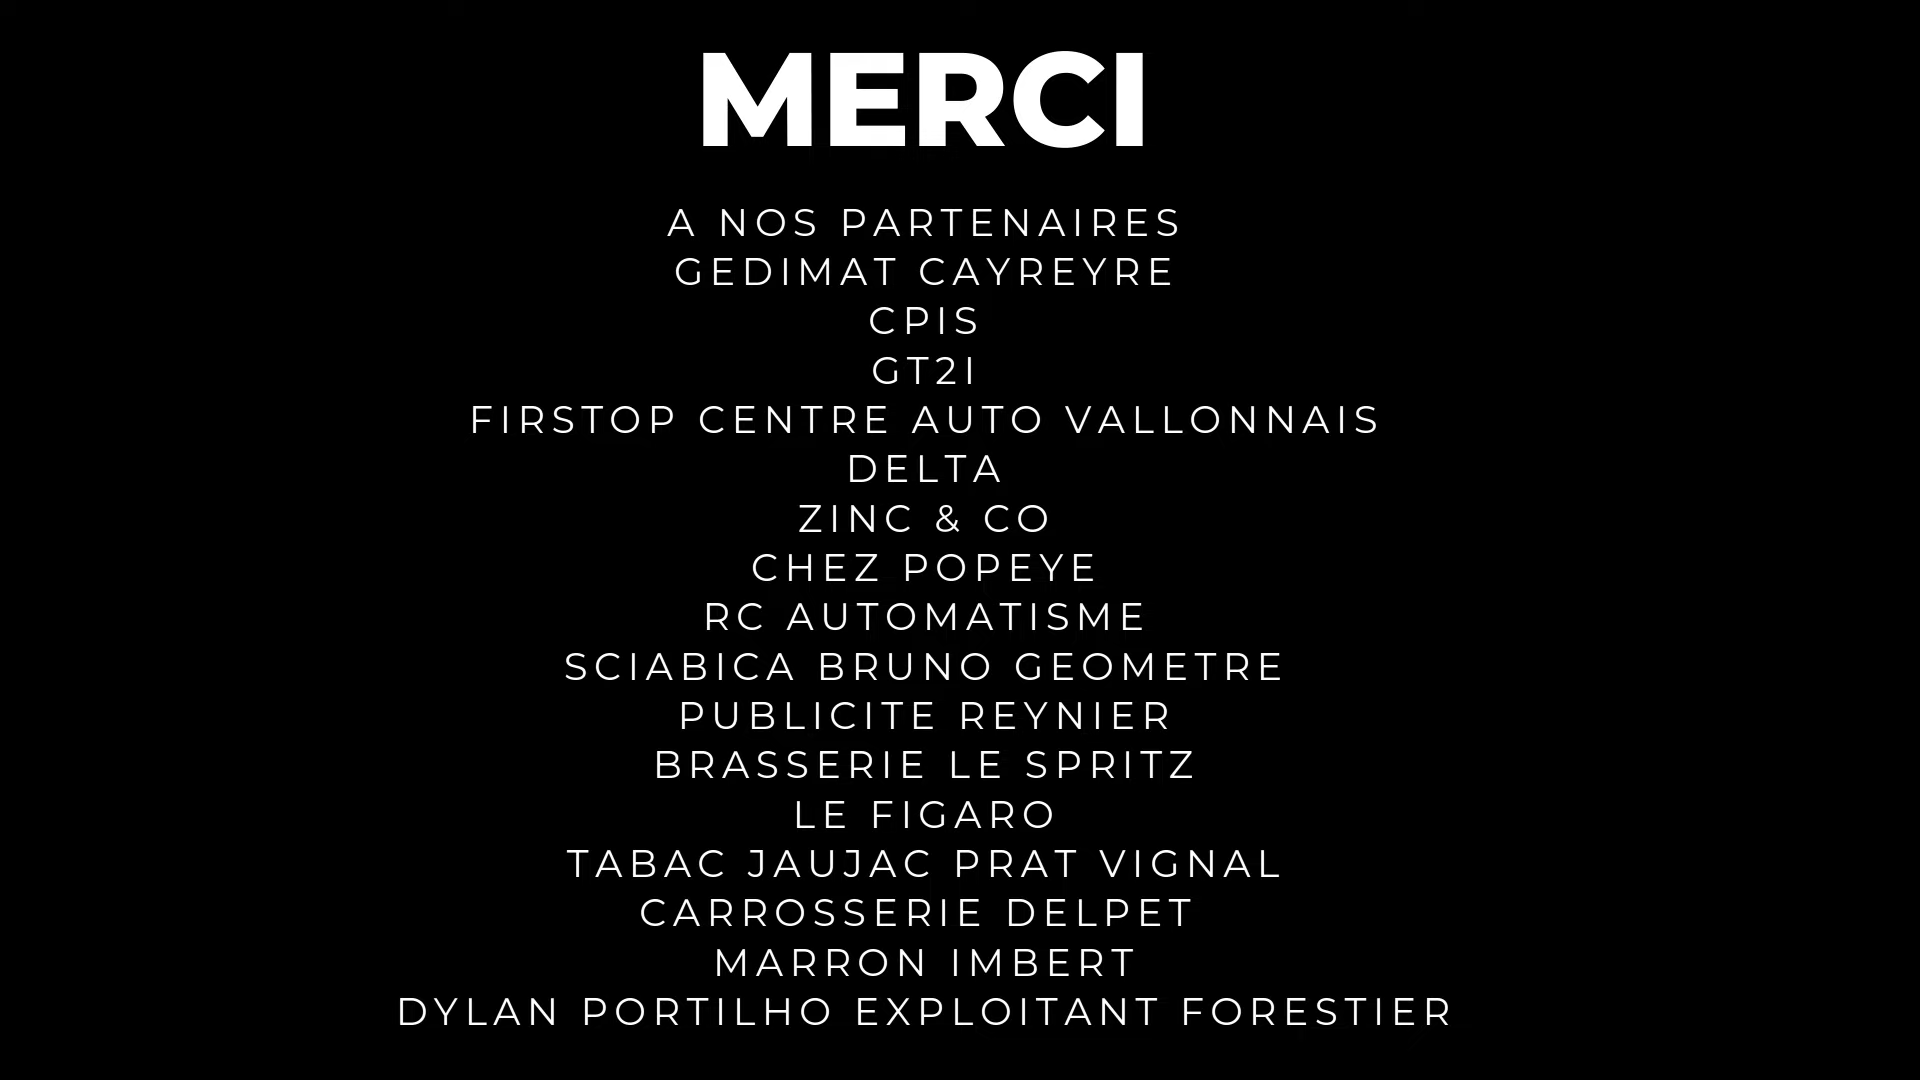 MERCI
A NOS PARTENAIRES
GEDIMAT CAYREYRE
CPIS
GT2I
FIRSTOP CENTRE AUTO VALLONNAIS
DELTA
ZINC & CO
CHEZ POPEYE
RC AUTOMATISME
SCIABICA BRUNO GEOMETRE
PUBLICITE REYNIER
BRASSERIE LE SPRITZ
LE FIGARO
TABAC JAUJAC PRAT VIGNAL
CARROSSERIE DELPET
MARRON IMBERT
DYLAN PORTILHO EXPLOITANT FORESTIER